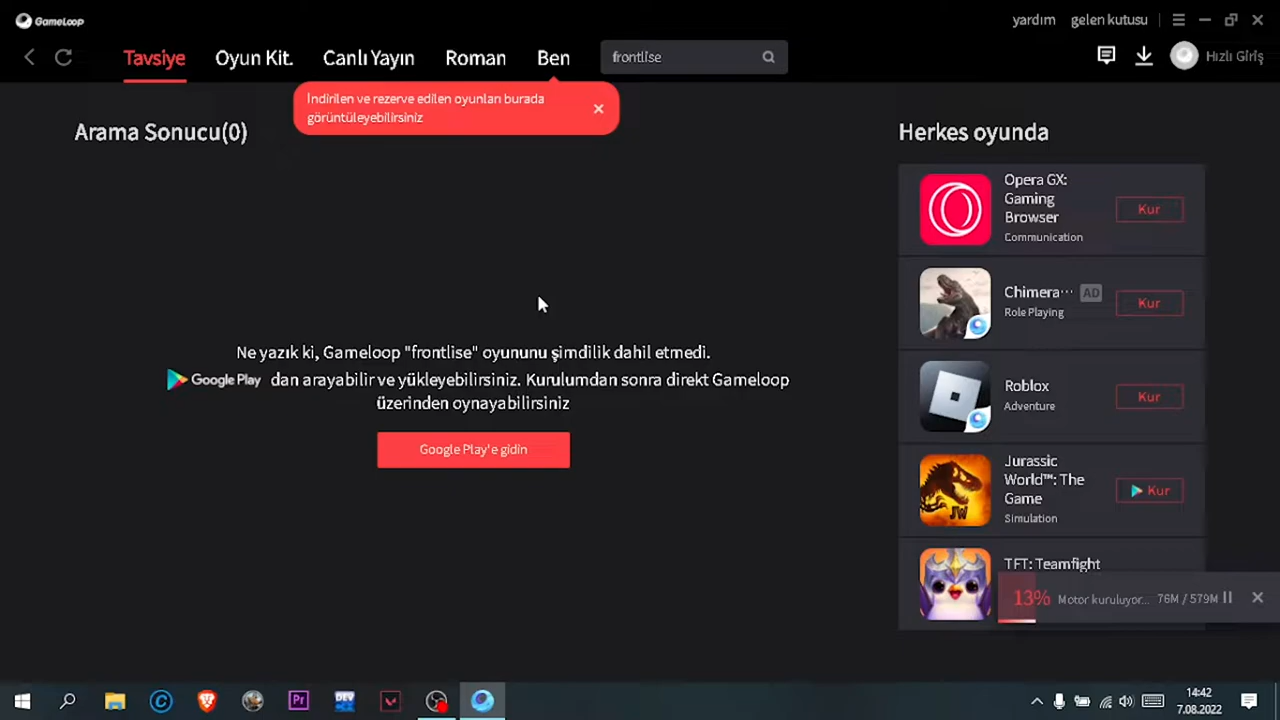 GameLoop
yardım
gelen kutusu
Tavsiye
Oyun Kit.
Canlı Yayın
Roman
Ben
frontlise
Hızlı Giriş
İndirilen ve rezerve edilen oyunları burada
görüntüleyebilirsiniz
Arama Sonucu(0)
Ne yazık ki, Gameloop "frontlise" oyununu şimdilik dahil etmedi.
Google Play dan arayabilir ve yükleyebilirsiniz. Kurulumdan sonra direkt Gameloop
üzerinden oynayabilirsiniz
Google Play'e gidin
Herkes oyunda
Opera GX:
Gaming
Browser
Communication
Kur
Chimera··· AD
Role Playing
Kur
Roblox
Adventure
Kur
Jurassic
World™: The
Game
Simulation
Kur
JW
TFT: Teamfight
13% Motor kuruluyor... 76M / 579M
Pr
DEV
14:42
7.08.2022